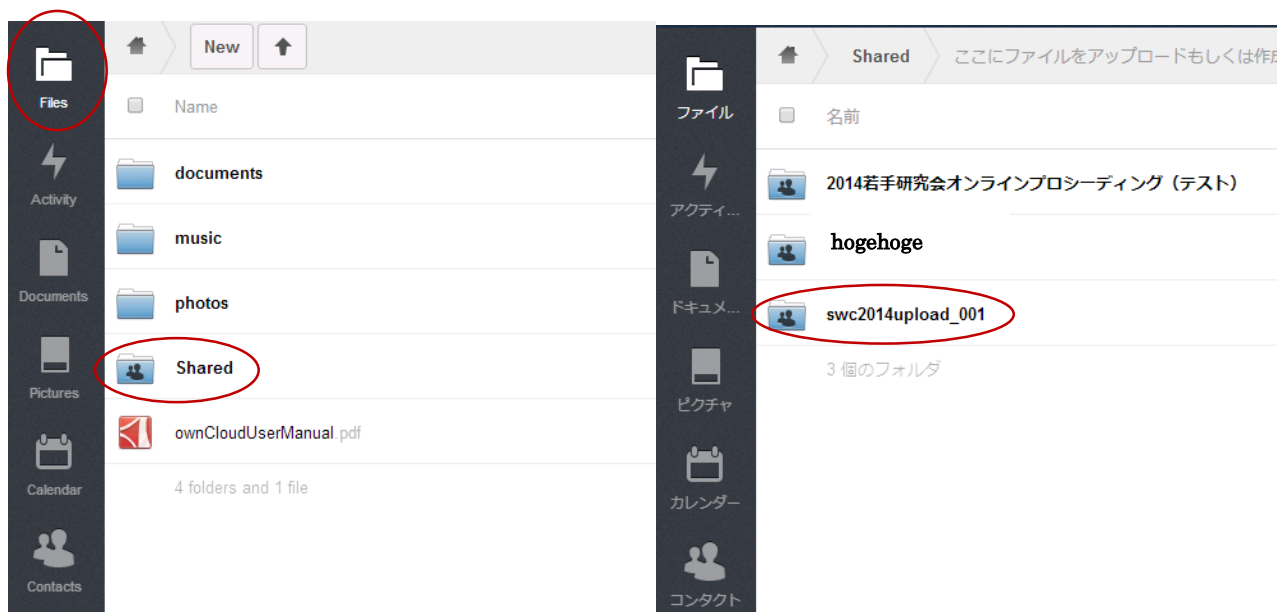 New
Files
Name
documents
Activity
music
Documents
photos
Shared
Pictures
ownCloudUserManual.pdf
Calendar
4 folders and 1 file
Contacts
Shared
ここにファイルをアップロードもしくは作
ファイル
名前
2014若手研究会オンラインプロシーディング（テスト）
アクティ...
hogehoge
ドキュメ...
swc2014upload_001
3 個のフォルダ
ピクチャ
カレンダー
コンタクト